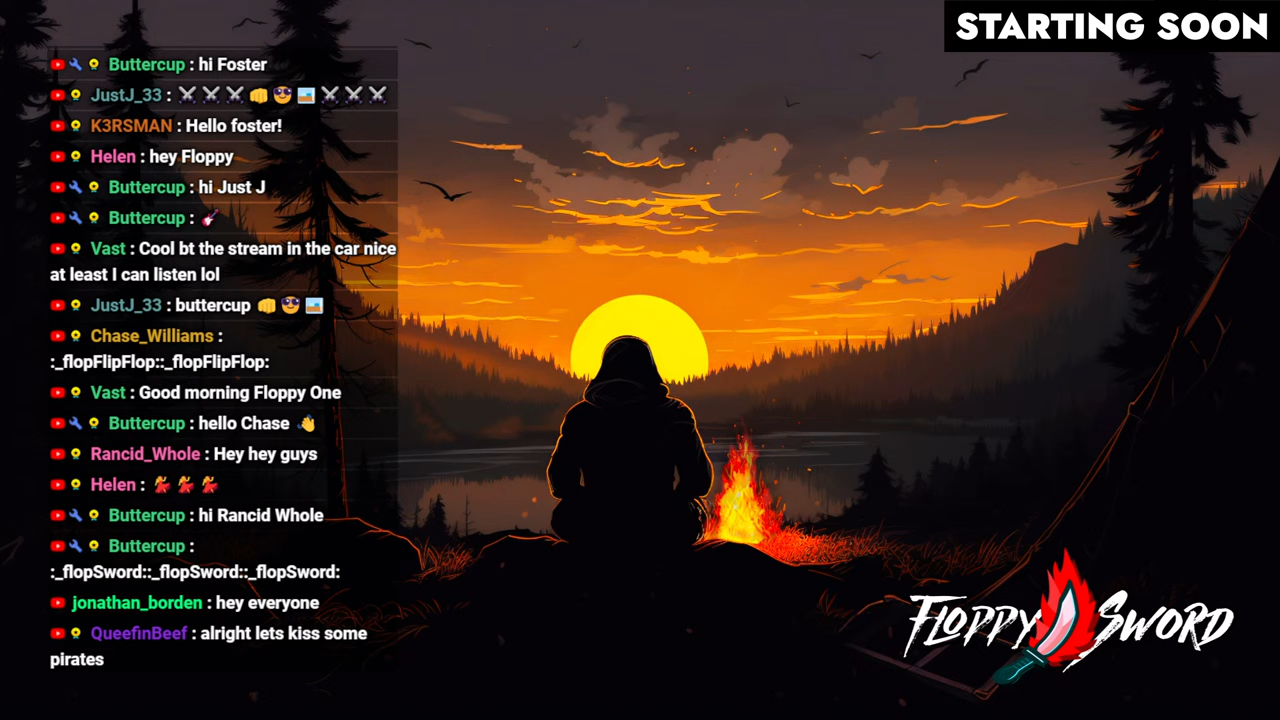 STARTING SOON
Buttercup : hi Foster
JustJ_33 : ⚔⚔⚔👊😎🖼⚔⚔⚔
K3RSMAN : Hello foster!
Helen : hey Floppy
Buttercup : hi Just J
Buttercup : 🎸
Vast : Cool bt the stream in the car nice
at least I can listen lol
JustJ_33 : buttercup 👊😎🖼
Chase_Williams :
:_flopFlipFlop::_flopFlipFlop:
Vast : Good morning Floppy One
Buttercup : hello Chase 👋
Rancid_Whole : Hey hey guys
Helen : 💃💃💃
Buttercup : hi Rancid Whole
Buttercup :
:_flopSword::_flopSword::_flopSword:
jonathan_borden : hey everyone
QueefinBeef : alright lets kiss some
pirates
FLOPPY SWORD